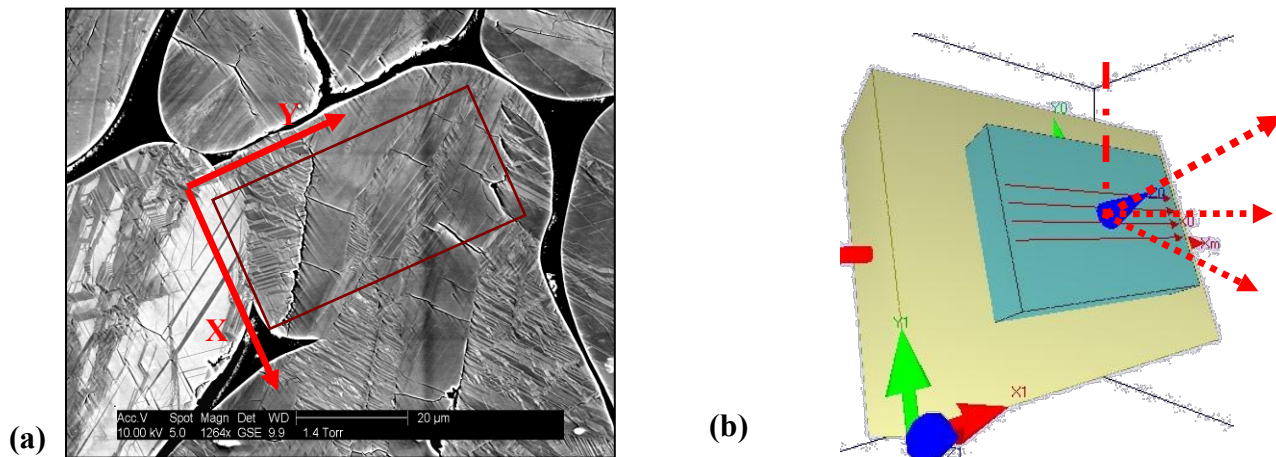 Y
X
Acc.V Spot Magn Det WD
10.00 kV 5.0 1264x GSE 9.9 1.4 Torr
20 µm
(a)
Y0
X0
Xm
Y1
X1
(b)